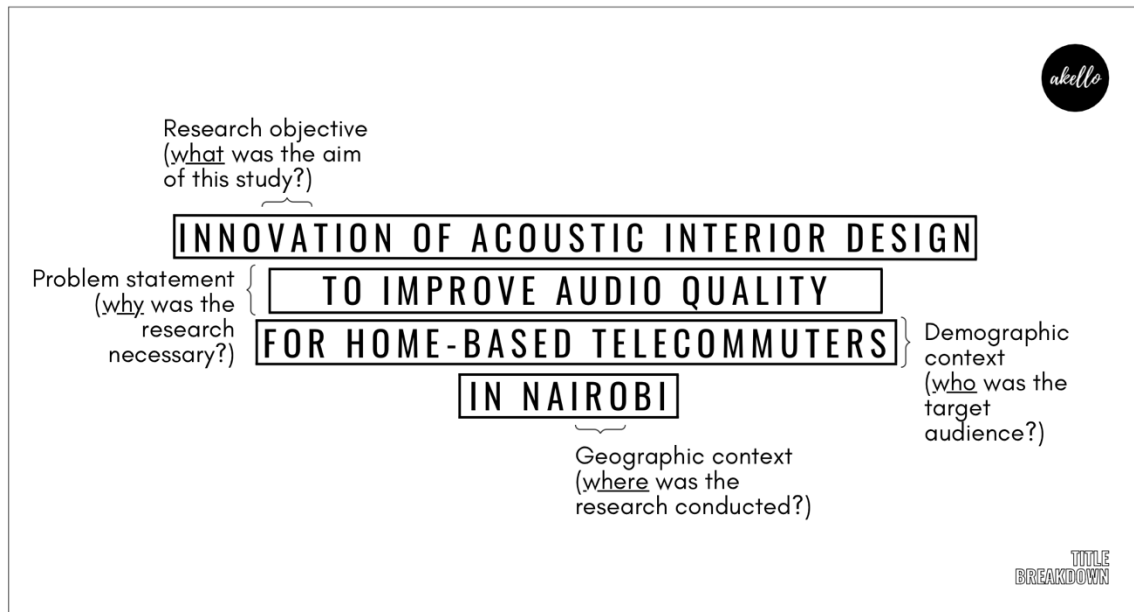 akello
Research objective
(what was the aim
of this study?)
INNOVATION OF ACOUSTIC INTERIOR DESIGN
Problem statement
(why was the
research
necessary?)
TO IMPROVE AUDIO QUALITY
FOR HOME-BASED TELECOMMUTERS
Demographic
context
(who was the
target
audience?)
IN NAIROBI
Geographic context
(where was the
research conducted?)
TITLE
BREAKDOWN